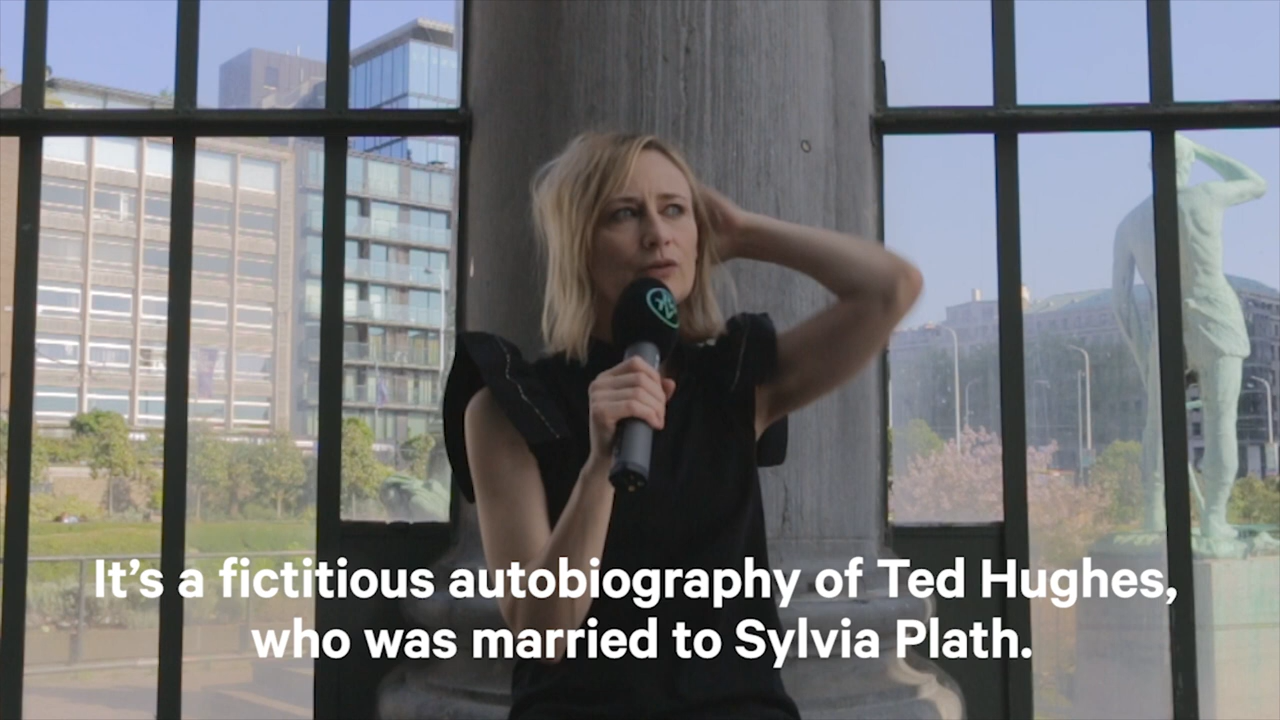 It's a fictitious autobiography of Ted Hughes,
who was married to Sylvia Plath.